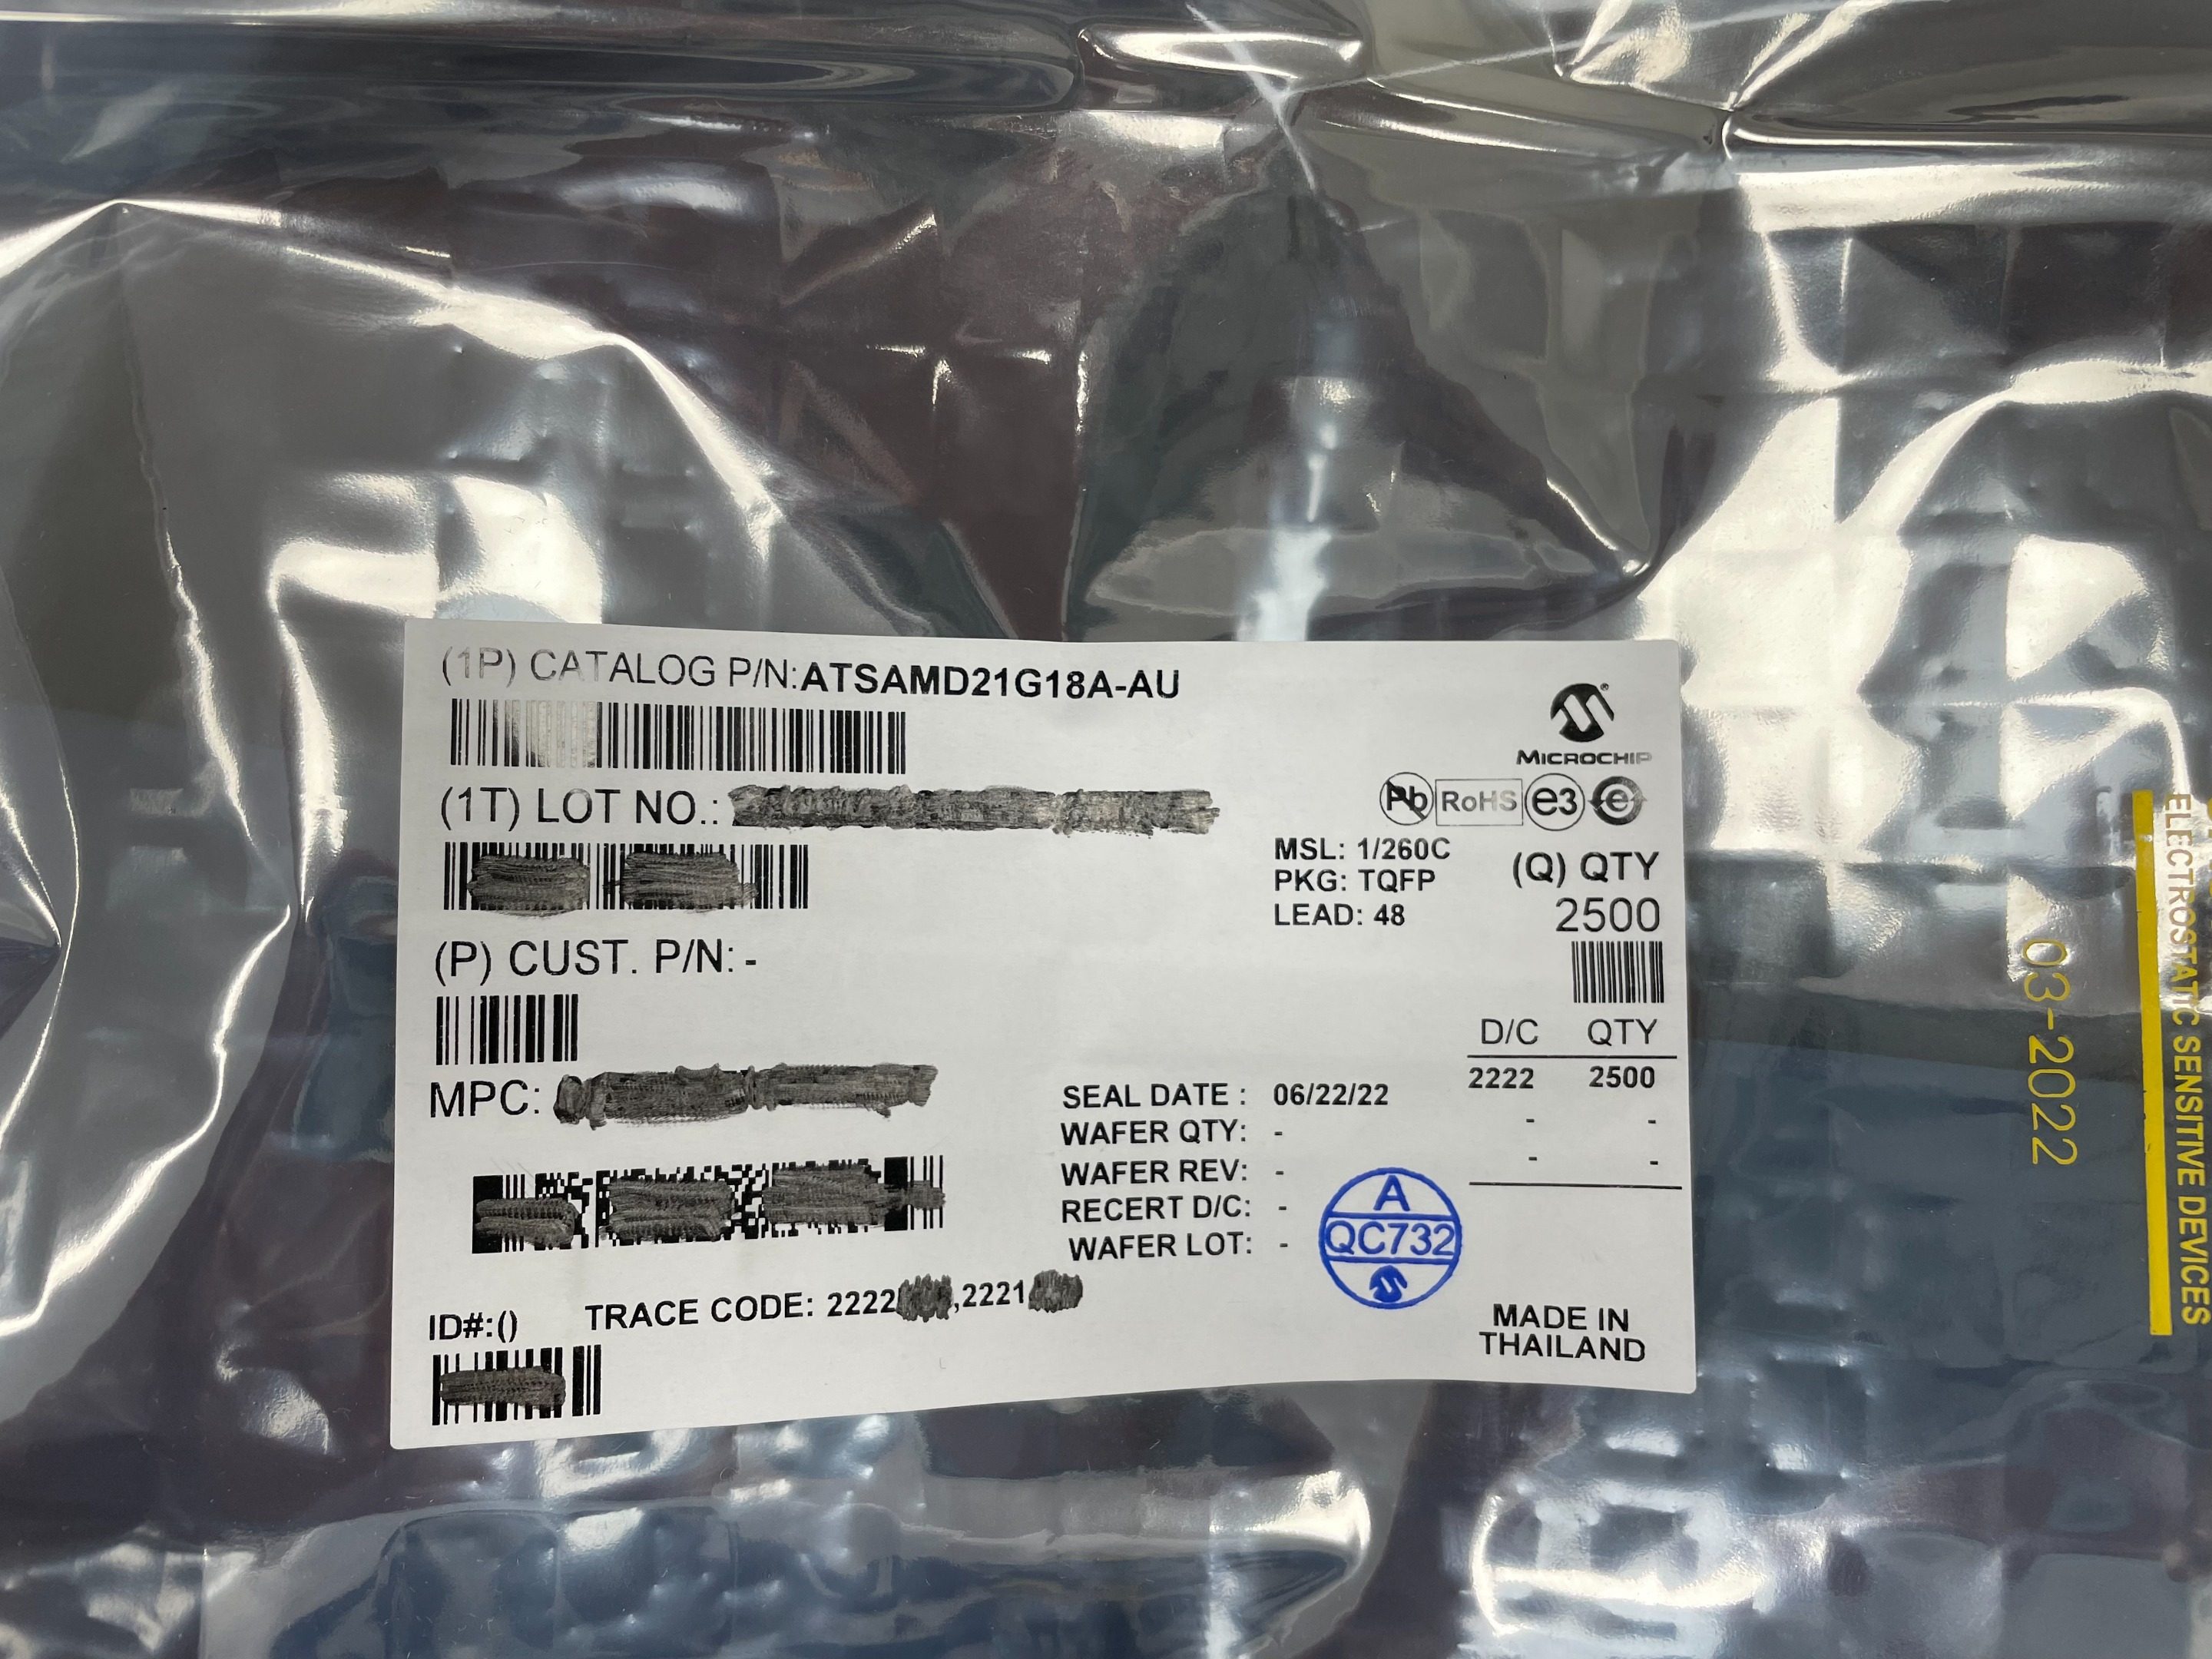 (1P) CATALOG P/N:ATSAMD21G18A-AU
MICROCHIP
(1T) LOT NO.:
Pb RoHS e3 e
MSL: 1/260C
PKG: TQFP
LEAD: 48
(Q) QTY
2500
(P) CUST. P/N: -
D/C QTY
2222 2500
- -
- -
MPC:
SEAL DATE : 06/22/22
WAFER QTY: -
WAFER REV: -
RECERT D/C: -
WAFER LOT: -
A
QC732
ID#:()
TRACE CODE: 2222 ,2221
MADE IN
THAILAND
03-2022
ELECTROSTATIC SENSITIVE DEVICES